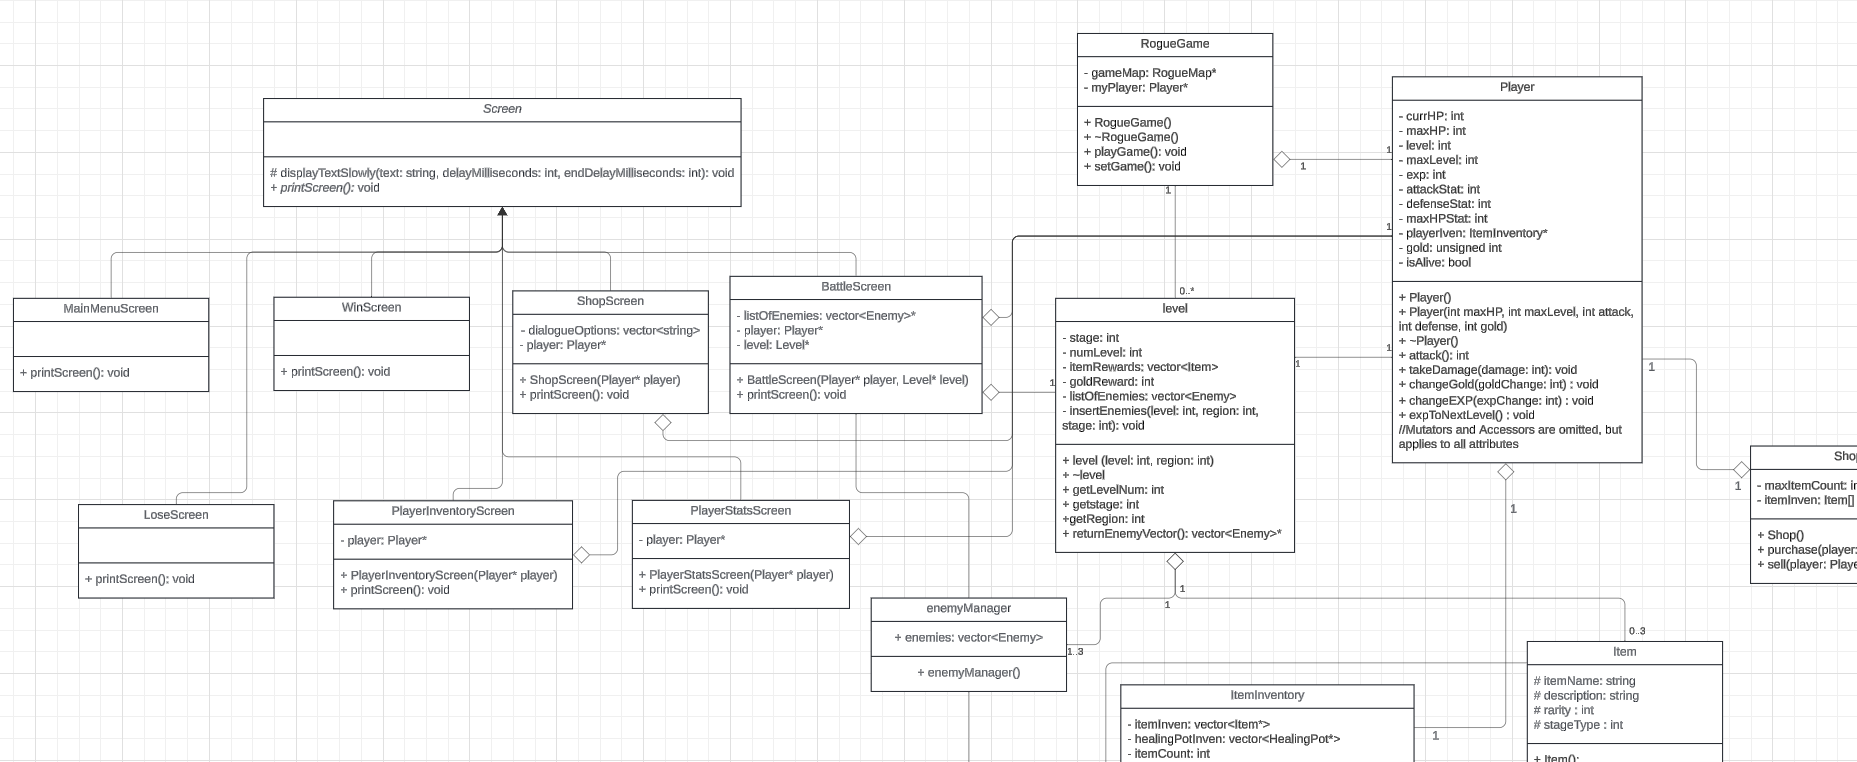 RogueGame
- gameMap: RogueMap*
- myPlayer: Player*
+ RogueGame()
+ ~RogueGame()
+ playGame(): void
+ setGame(): void
1
1
1
Player
- currHP: int
- maxHP: int
- level: int
- maxLevel: int
- exp: int
- attackStat: int
- defenseStat: int
- maxHPStat: int
- playerIven: ItemInventory*
- gold: unsigned int
- isAlive: bool
+ Player()
+ Player(int maxHP, int maxLevel, int attack,
int defense, int gold)
+ ~Player()
+ attack(): int
+ takeDamage(damage: int): void
+ changeGold(goldChange: int) : void
+ changeEXP(expChange: int) : void
+ expToNextLevel() : void
//Mutators and Accessors are omitted, but
applies to all attributes
1
1
1
1
1
Screen
# displayTextSlowly(text: string, delayMilliseconds: int, endDelayMilliseconds: int): void
+ printScreen(): void
MainMenuScreen
+ printScreen(): void
WinScreen
+ printScreen(): void
ShopScreen
- dialogueOptions: vector<string>
- player: Player*
+ ShopScreen(Player* player)
+ printScreen(): void
BattleScreen
- listOfEnemies: vector<Enemy>*
- player: Player*
- level: Level*
+ BattleScreen(Player* player, Level* level)
+ printScreen(): void
1
0..*
level
- stage: int
- numLevel: int
- itemRewards: vector<Item>
- goldReward: int
- listOfEnemies: vector<Enemy>
- insertEnemies(level: int, region: int,
stage: int): void
+ level (level: int, region: int)
+ ~level
+ getLevelNum: int
+ getstage: int
+getRegion: int
+ returnEnemyVector(): vector<Enemy>*
1
1
1
- maxItemCount:
- itemInven: Item[]
+ Shop()
+ purchase(player:
+ sell(player:
LoseScreen
+ printScreen(): void
PlayerInventoryScreen
- player: Player*
+ PlayerInventoryScreen(Player* player)
+ printScreen(): void
PlayerStatsScreen
- player: Player*
+ PlayerStatsScreen(Player* player)
+ printScreen(): void
enemyManager
+ enemies: vector<Enemy>
+ enemyManager()
1..3
0..3
Item
# itemName: string
# description: string
# rarity : int
# stageType : int
+ Item();
ItemInventory
- itemInven: vector<Item*>
- healingPotInven: vector<HealingPot*>
- itemCount: int
1